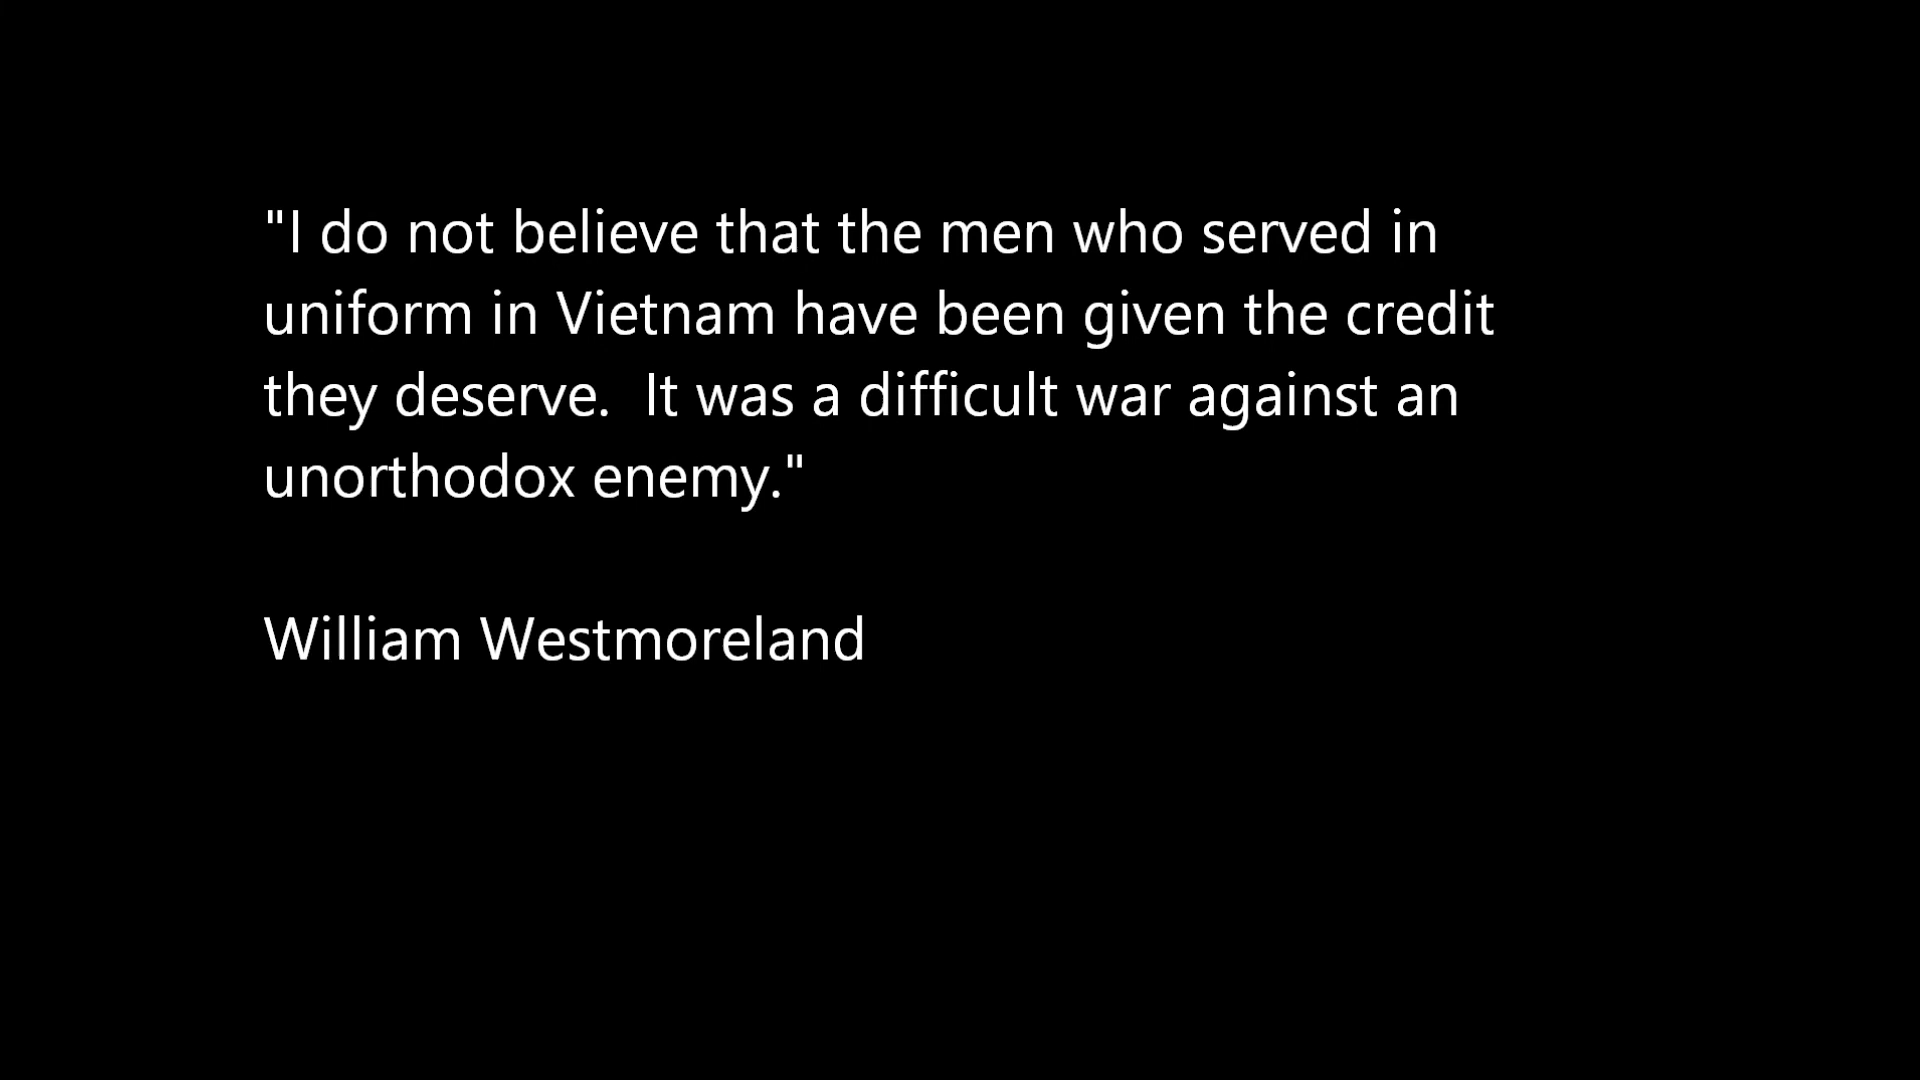 "I do not believe that the men who served in
uniform in Vietnam have been given the credit
they deserve.  It was a difficult war against an
unorthodox enemy."
William Westmoreland